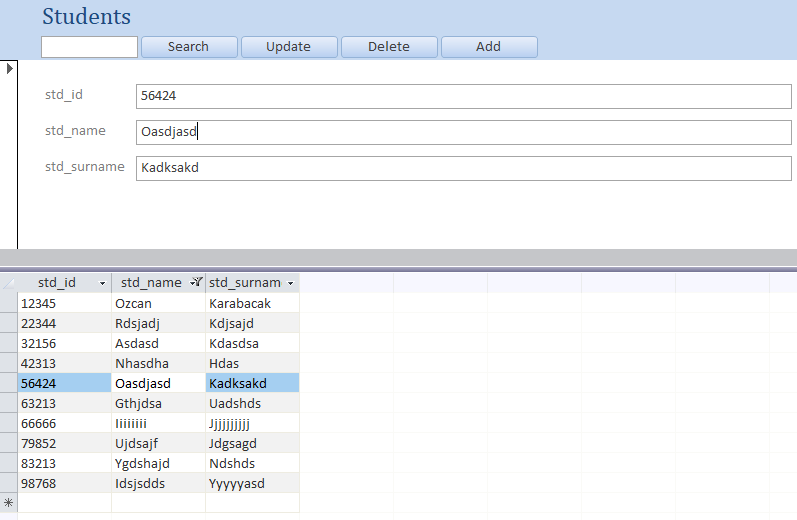 Students
Search Update Delete Add
std_id 56424
std_name Oasdjasd
std_surname Kadksakd
std_id std_name std_surnam
12345 Ozcan Karabacak
22344 Rdsjadj Kdjsajd
32156 Asdasd Kdasdsa
42313 Nhasdha Hdas
56424 Oasdjasd Kadksakd
63213 Gthjdsa Uadshds
66666 Iiiiiiii Jjjjjjjjjj
79852 Ujdsajf Jdgsagd
83213 Ygdshajd Ndshds
98768 Idsjsdds Yyyyyasd